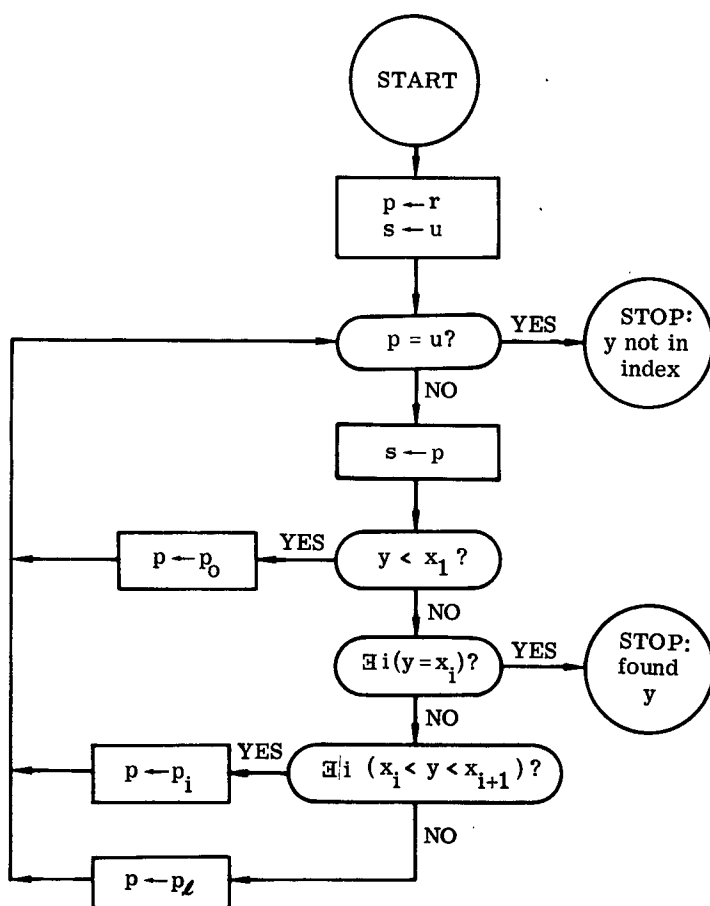 START
p ← r
s ← u
p = u?
YES
STOP:
y not in
index
NO
s ← p
YES
p ← p₀
y < x₁ ?
NO
∃ i(y = xᵢ)?
YES
STOP:
found
y
NO
YES
p ← pᵢ
∃ i (xᵢ < y < xᵢ₊₁) ?
NO
p ← pℓ